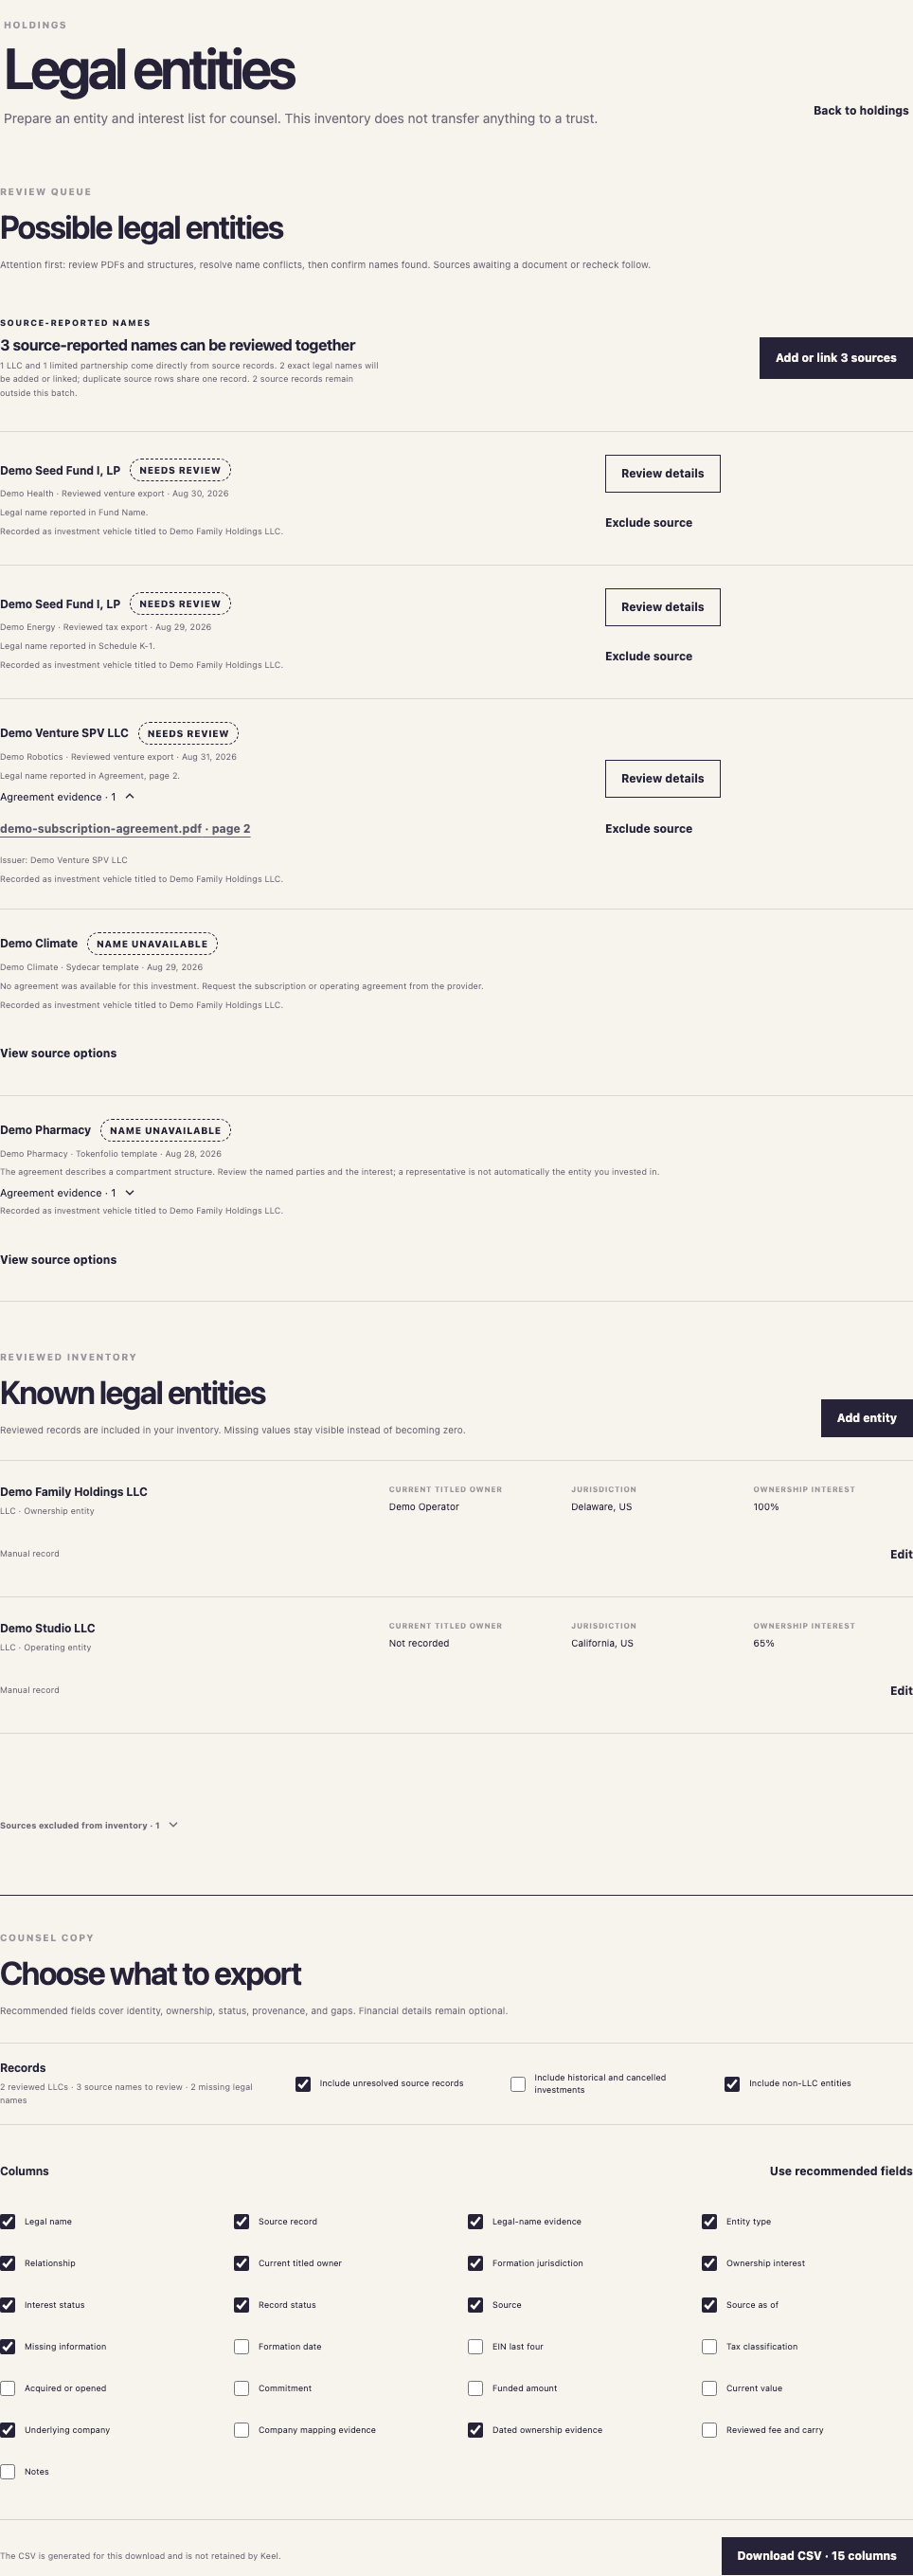 HOLDINGS
Legal entities
Prepare an entity and interest list for counsel. This inventory does not transfer anything to a trust.
Back to holdings
REVIEW QUEUE
Possible legal entities
Attention first: review PDFs and structures, resolve name conflicts, then confirm names found. Sources awaiting a document or recheck follow.
SOURCE-REPORTED NAMES
3 source-reported names can be reviewed together
1 LLC and 1 limited partnership come directly from source records. 2 exact legal names will
be added or linked; duplicate source rows share one record. 2 source records remain
outside this batch.
Add or link 3 sources
Demo Seed Fund I, LP
NEEDS REVIEW
Demo Health · Reviewed venture export · Aug 30, 2026
Legal name reported in Fund Name.
Recorded as investment vehicle titled to Demo Family Holdings LLC.
Review details
Exclude source
Demo Seed Fund I, LP
NEEDS REVIEW
Demo Energy · Reviewed tax export · Aug 29, 2026
Legal name reported in Schedule K-1.
Recorded as investment vehicle titled to Demo Family Holdings LLC.
Review details
Exclude source
Demo Venture SPV LLC
NEEDS REVIEW
Demo Robotics · Reviewed venture export · Aug 31, 2026
Legal name reported in Agreement, page 2.
Agreement evidence · 1
demo-subscription-agreement.pdf · page 2
Issuer: Demo Venture SPV LLC
Recorded as investment vehicle titled to Demo Family Holdings LLC.
Review details
Exclude source
Demo Climate
NAME UNAVAILABLE
Demo Climate · Sydecar template · Aug 29, 2026
No agreement was available for this investment. Request the subscription or operating agreement from the provider.
Recorded as investment vehicle titled to Demo Family Holdings LLC.
View source options
Demo Pharmacy
NAME UNAVAILABLE
Demo Pharmacy · Tokenfolio template · Aug 28, 2026
The agreement describes a compartment structure. Review the named parties and the interest; a representative is not automatically the entity you invested in.
Agreement evidence · 1
Recorded as investment vehicle titled to Demo Family Holdings LLC.
View source options
REVIEWED INVENTORY
Known legal entities
Reviewed records are included in your inventory. Missing values stay visible instead of becoming zero.
Add entity
Demo Family Holdings LLC
LLC · Ownership entity
CURRENT TITLED OWNER
Demo Operator
JURISDICTION
Delaware, US
OWNERSHIP INTEREST
100%
Manual record
Edit
Demo Studio LLC
LLC · Operating entity
CURRENT TITLED OWNER
Not recorded
JURISDICTION
California, US
OWNERSHIP INTEREST
65%
Manual record
Edit
Sources excluded from inventory · 1
COUNSEL COPY
Choose what to export
Recommended fields cover identity, ownership, status, provenance, and gaps. Financial details remain optional.
Records
2 reviewed LLCs · 3 source names to review · 2 missing legal
names
Include unresolved source records
Include historical and cancelled
investments
Include non-LLC entities
Columns
Use recommended fields
Legal name
Source record
Legal-name evidence
Entity type
Relationship
Current titled owner
Formation jurisdiction
Ownership interest
Interest status
Record status
Source
Source as of
Missing information
Formation date
EIN last four
Tax classification
Acquired or opened
Commitment
Funded amount
Current value
Underlying company
Company mapping evidence
Dated ownership evidence
Reviewed fee and carry
Notes
The CSV is generated for this download and is not retained by Keel.
Download CSV · 15 columns